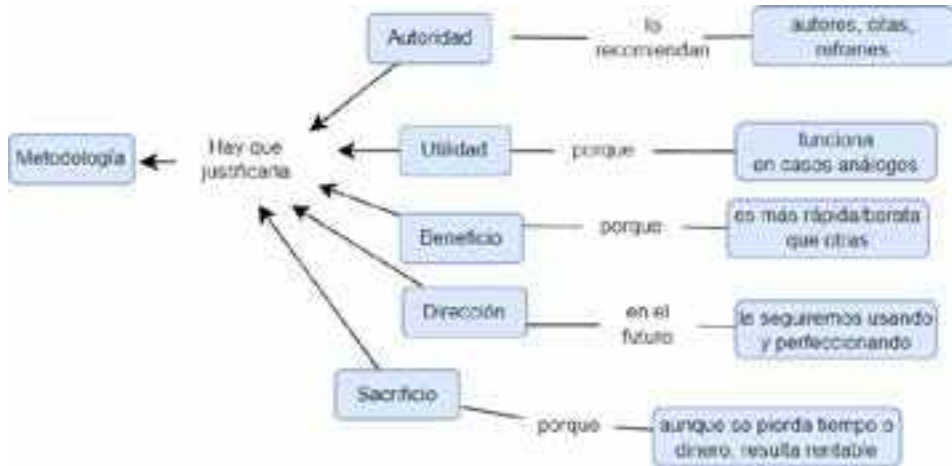 Autoridad
lo
recomiendan
autores, citas,
refranes
Metodología
Hay que
justificarla
Utilidad
porque
funciona
en casos análogos
Beneficio
porque
es más rápida/barata
que otras
Dirección
en el
futuro
la seguiremos usando
y perfeccionando
Sacrificio
porque
aunque se pierda tiempo o
dinero, resulta rentable